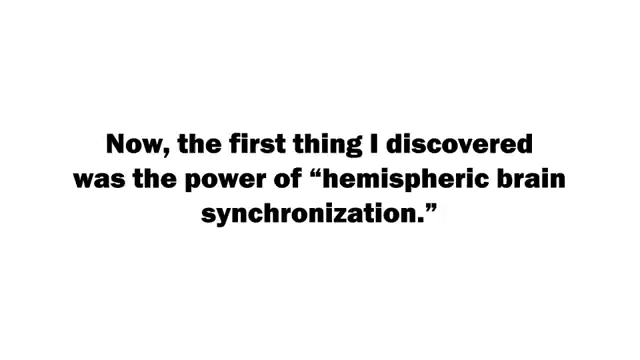 Now, the first thing I discovered
was the power of “hemispheric brain
synchronization.”